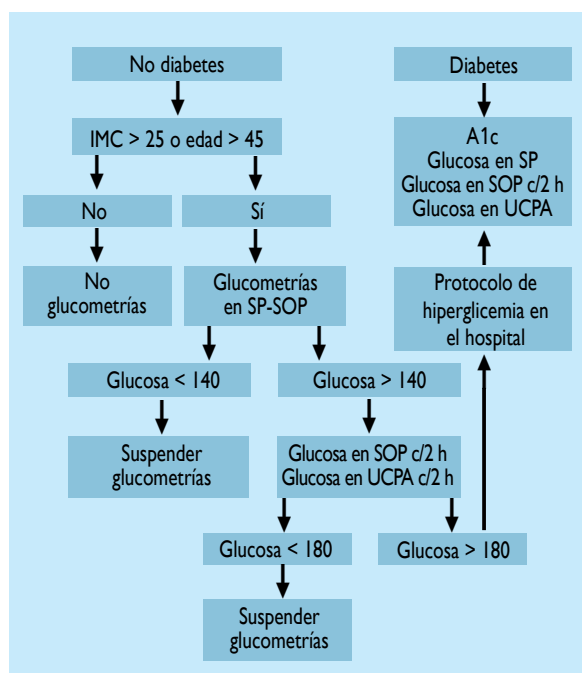 No diabetes
IMC > 25 o edad > 45
No
Sí
No
glucometrías
Glucometrías
en SP-SOP
Glucosa < 140
Glucosa > 140
Suspender
glucometrías
Glucosa en SOP c/2 h
Glucosa en UCPA c/2 h
Glucosa < 180
Glucosa > 180
Suspender
glucometrías
Diabetes
A1c
Glucosa en SP
Glucosa en SOP c/2 h
Glucosa en UCPA
Protocolo de
hiperglicemia en
el hospital